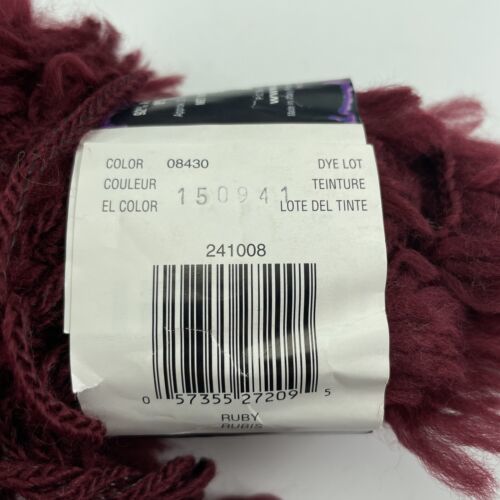 COLOR 08430 DYE LOT
COULEUR 150941 TEINTURE
EL COLOR LOTE DEL TINTE
241008
0 57355 27209 5
RUBY
RUBIS